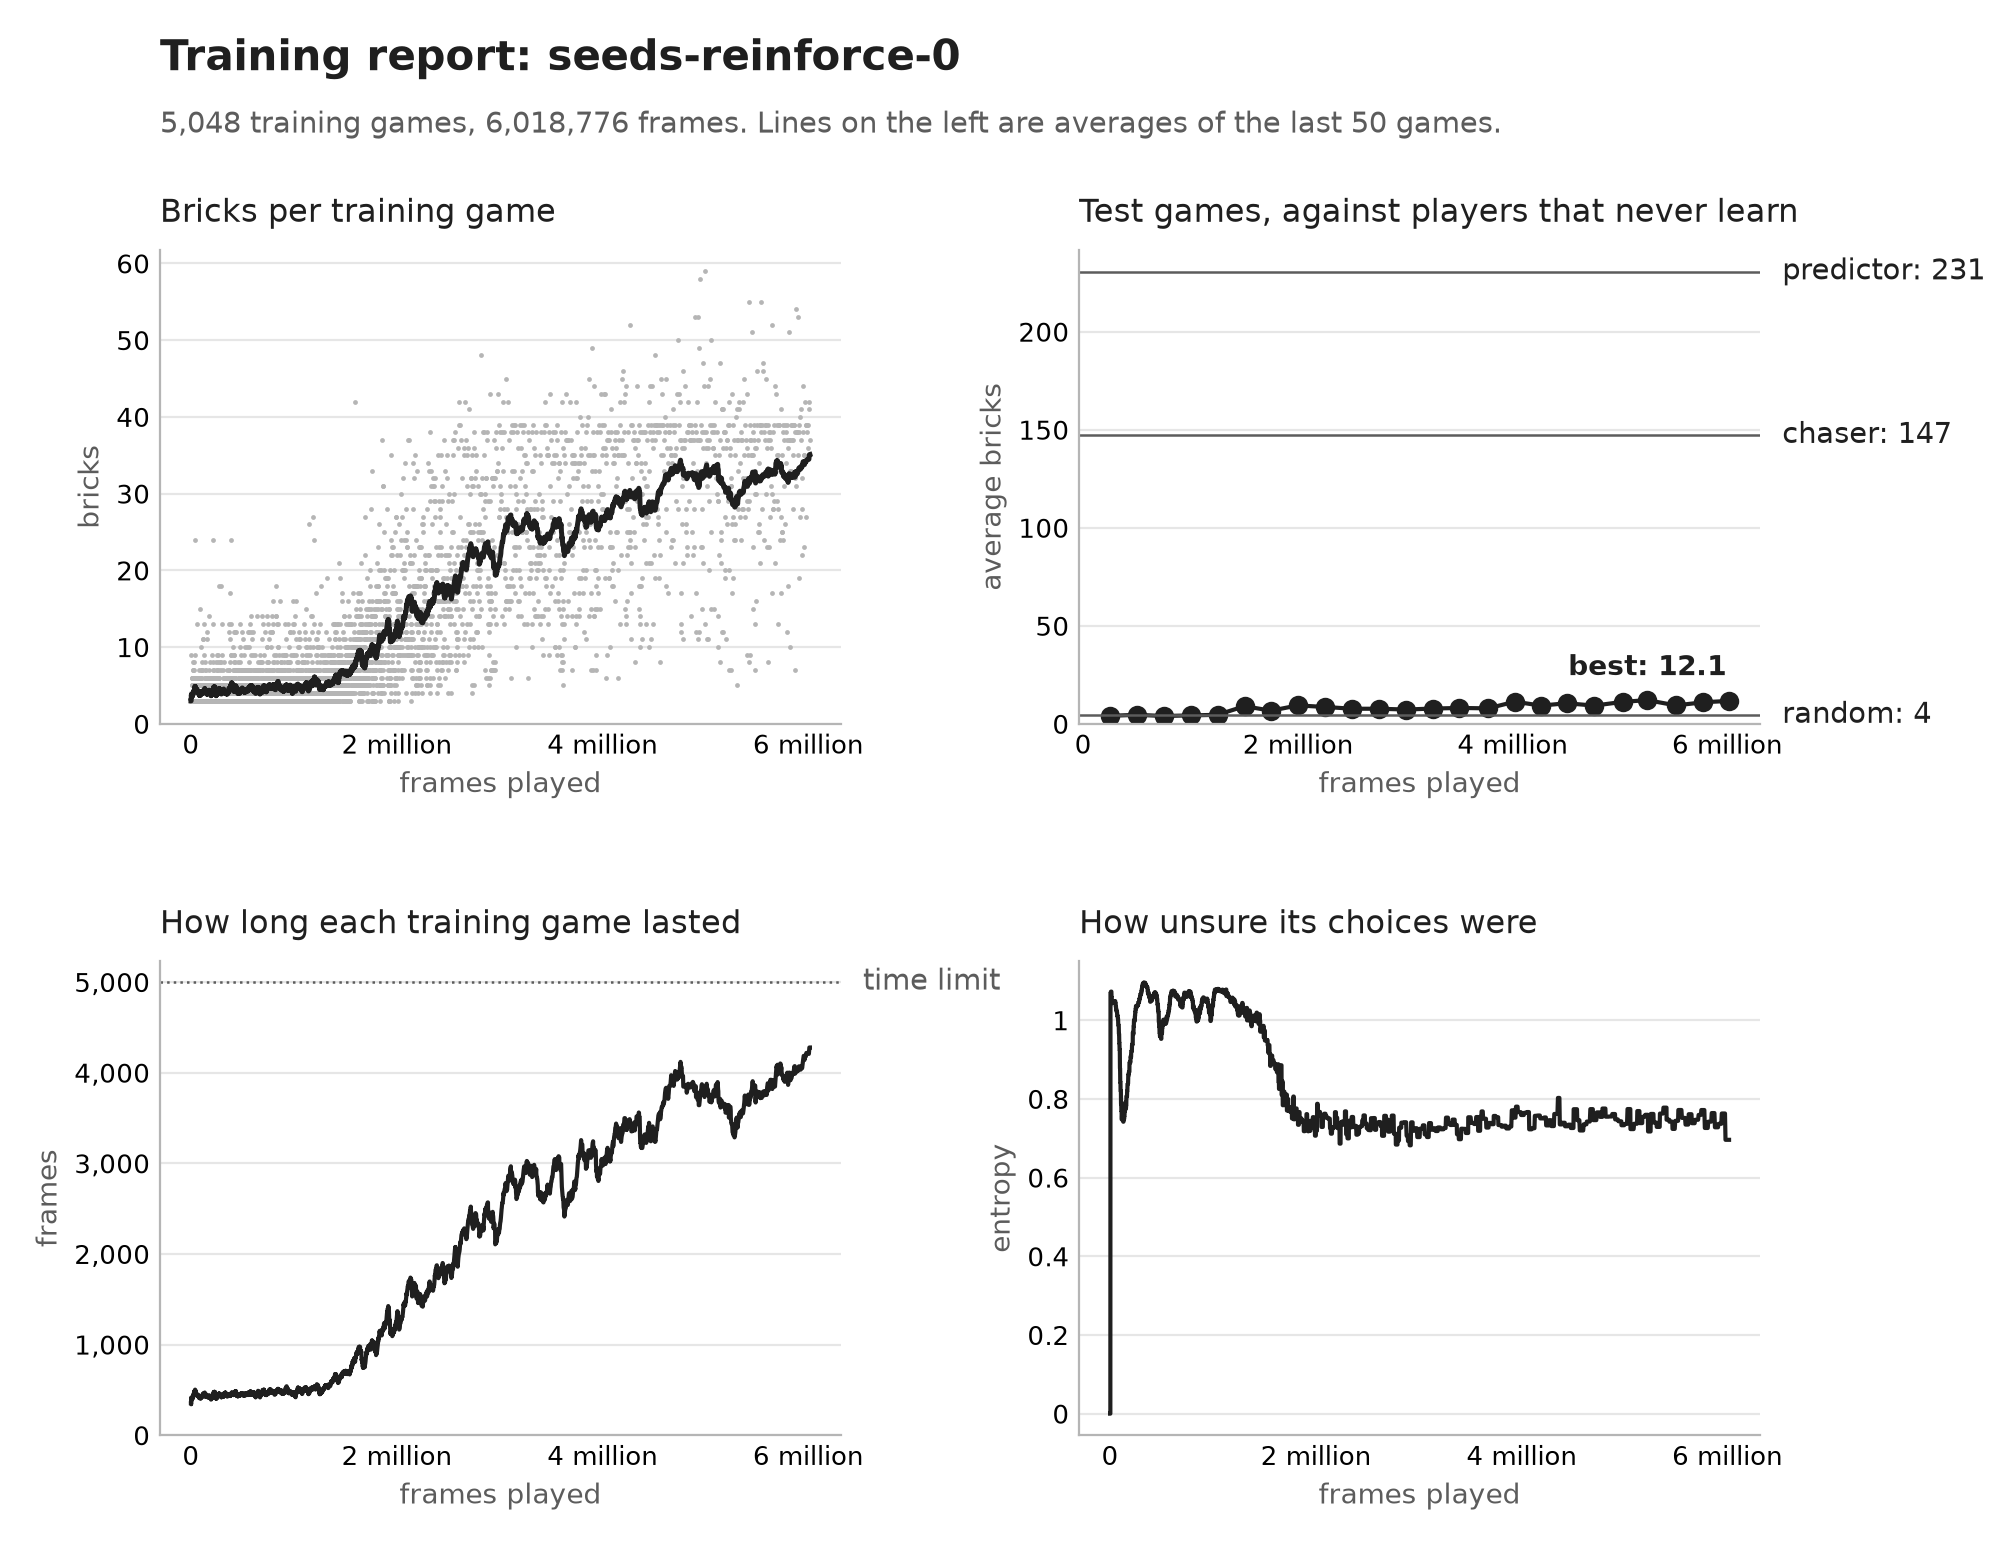 Training report: seeds-reinforce-0
5,048 training games, 6,018,776 frames. Lines on the left are averages of the last 50 games.
Bricks per training game
60
50
40
30
20
10
0
bricks
0 2 million 4 million 6 million
frames played
Test games, against players that never learn
200
150
100
50
0
average bricks
predictor: 231
chaser: 147
best: 12.1
random: 4
0 2 million 4 million 6 million
frames played
How long each training game lasted
5,000
4,000
3,000
2,000
1,000
0
frames
time limit
0 2 million 4 million 6 million
frames played
How unsure its choices were
1
0.8
0.6
0.4
0.2
0
entropy
0 2 million 4 million 6 million
frames played